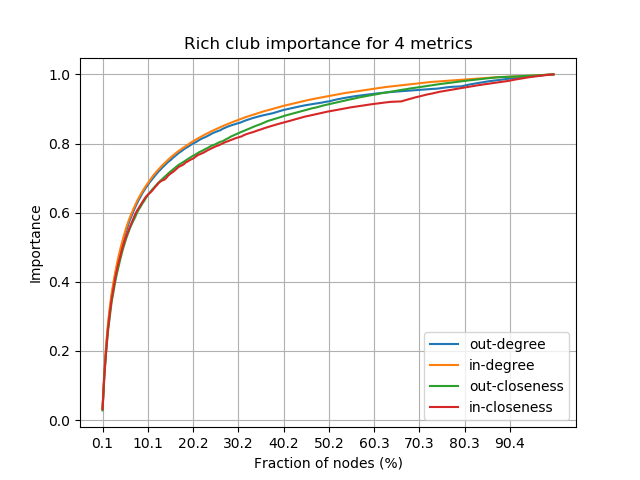 Rich club importance for 4 metrics
Importance
1.0
0.8
0.6
0.4
0.2
0.0
out-degree
in-degree
out-closeness
in-closeness
0.1 10.1 20.2 30.2 40.2 50.2 60.3 70.3 80.3 90.4
Fraction of nodes (%)